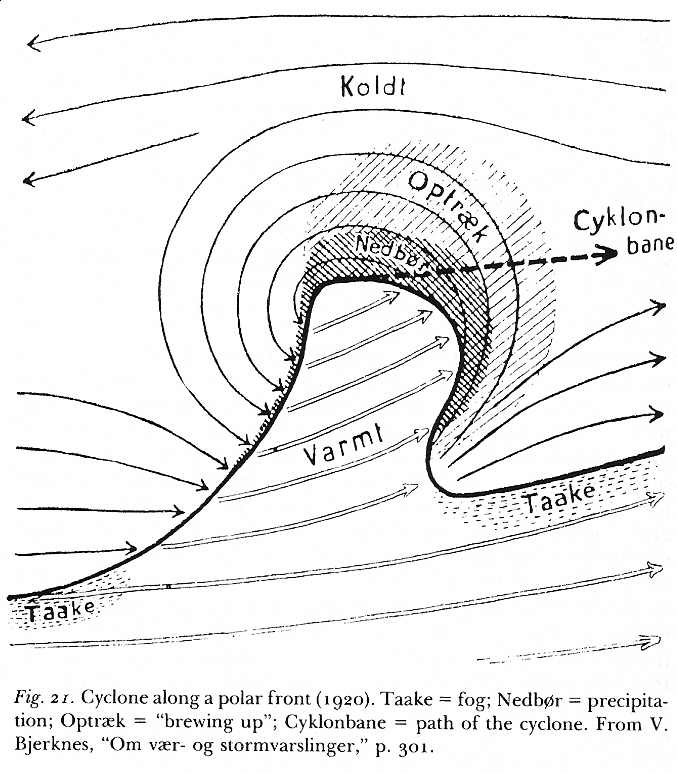 Koldt
Optræk
Cyklon-
bane
Nedbør
Varmt
Taake
Taake
Fig. 21. Cyclone along a polar front (1920). Taake = fog; Nedbør = precipita-
tion; Optræk = “brewing up”; Cyklonbane = path of the cyclone. From V.
Bjerknes, “Om vær- og stormvarslinger,” p. 301.